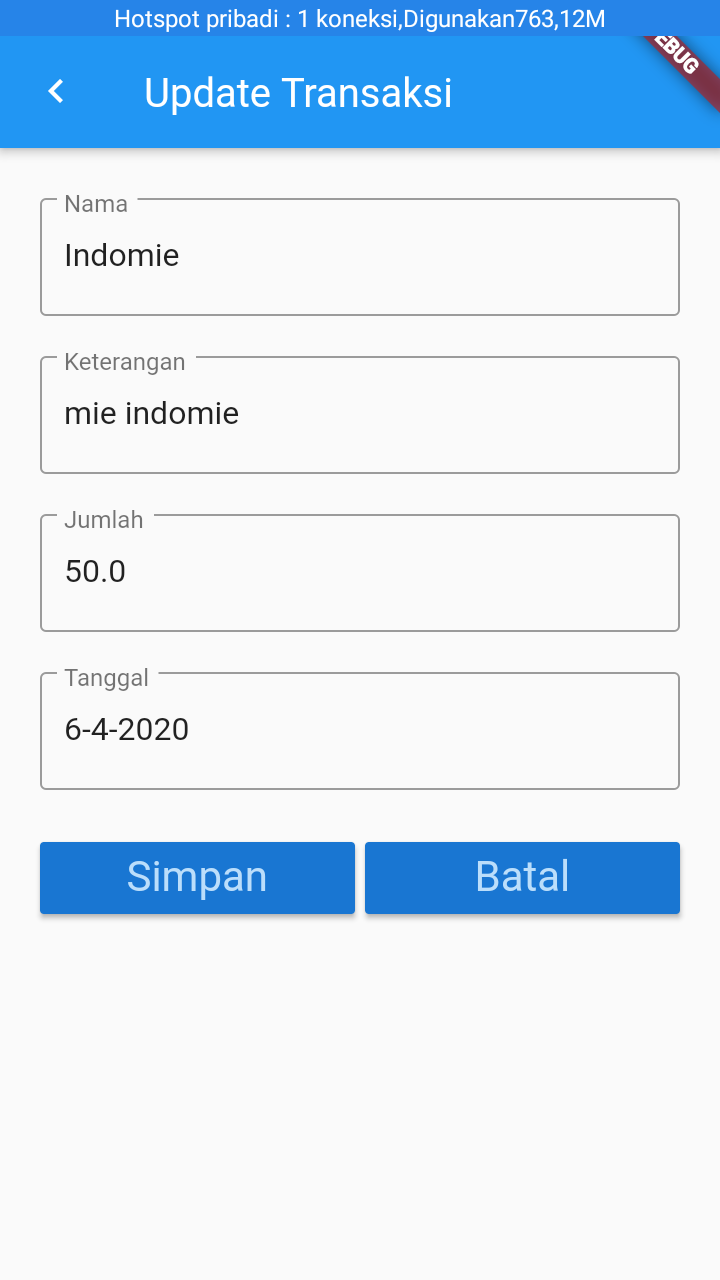 Hotspot pribadi : 1 koneksi,Digunakan763,12M
EBUG
Update Transaksi
Nama
Indomie
Keterangan
mie indomie
Jumlah
50.0
Tanggal
6-4-2020
Simpan
Batal